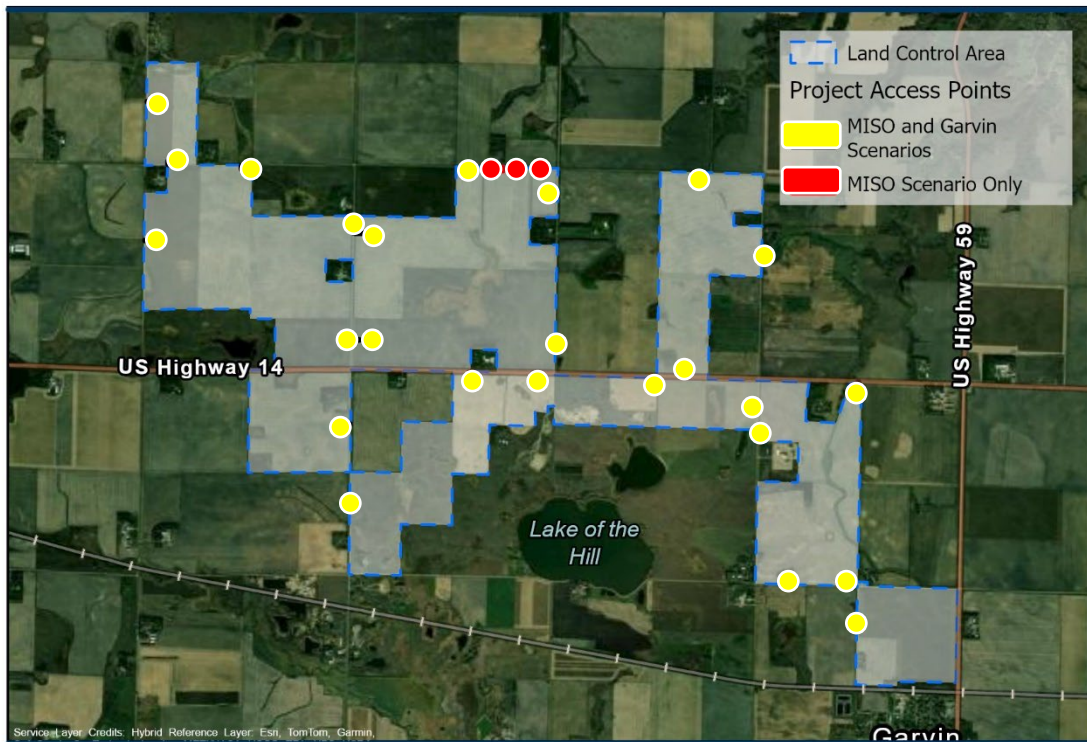 Land Control Area
Project Access Points
MISO and Garvin
Scenarios
MISO Scenario Only
US Highway 59
US Highway 14
Lake of the
Hill
Service Layer Credits: Hybrid Reference Layer: Esri, TomTom, Garmin,
Garvin